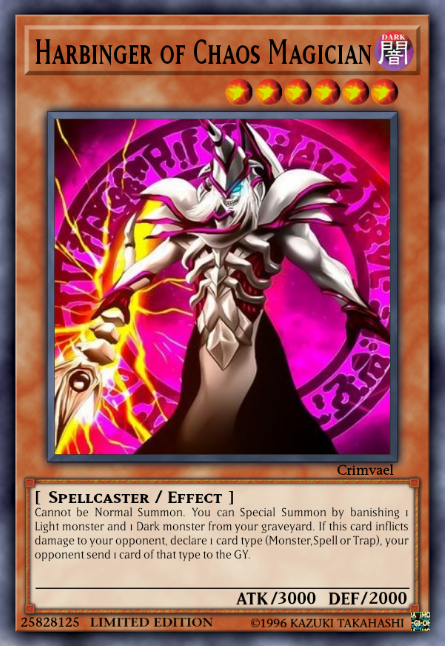 HARBINGER OF CHAOS MAGICIAN
DARK
闇
Crimvael
[ SPELLCASTER / EFFECT ]
Cannot be Normal Summon. You can Special Summon by banishing 1
Light monster and 1 Dark monster from your graveyard. If this card inflicts
damage to your opponent, declare 1 card type (Monster,Spell or Trap), your
opponent send 1 card of that type to the GY.
ATK/3000 DEF/2000
25828125 LIMITED EDITION ©1996 KAZUKI TAKAHASHI